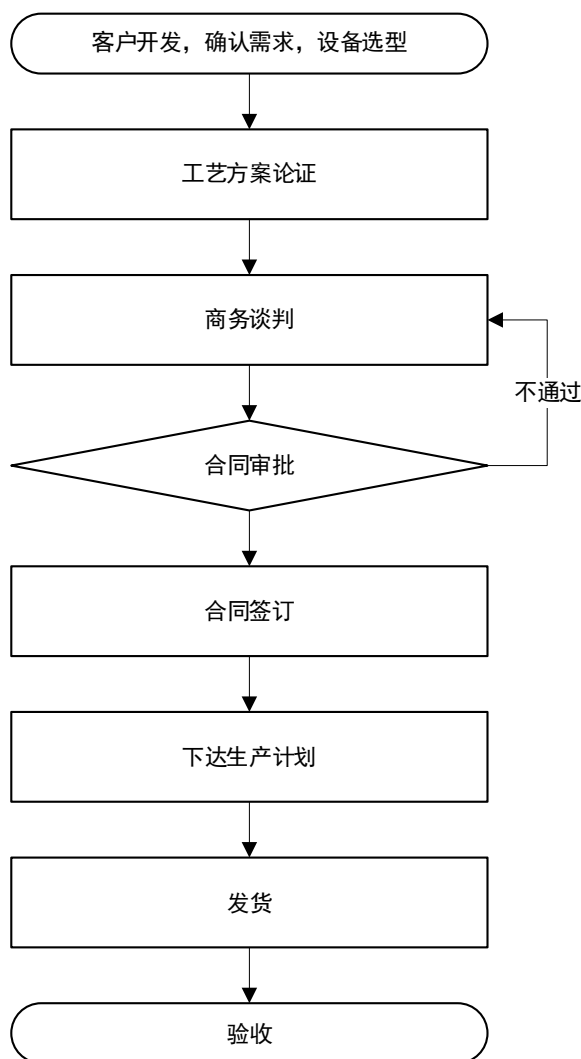 客户开发，确认需求，设备选型
工艺方案论证
商务谈判
不通过
合同审批
合同签订
下达生产计划
发货
验收